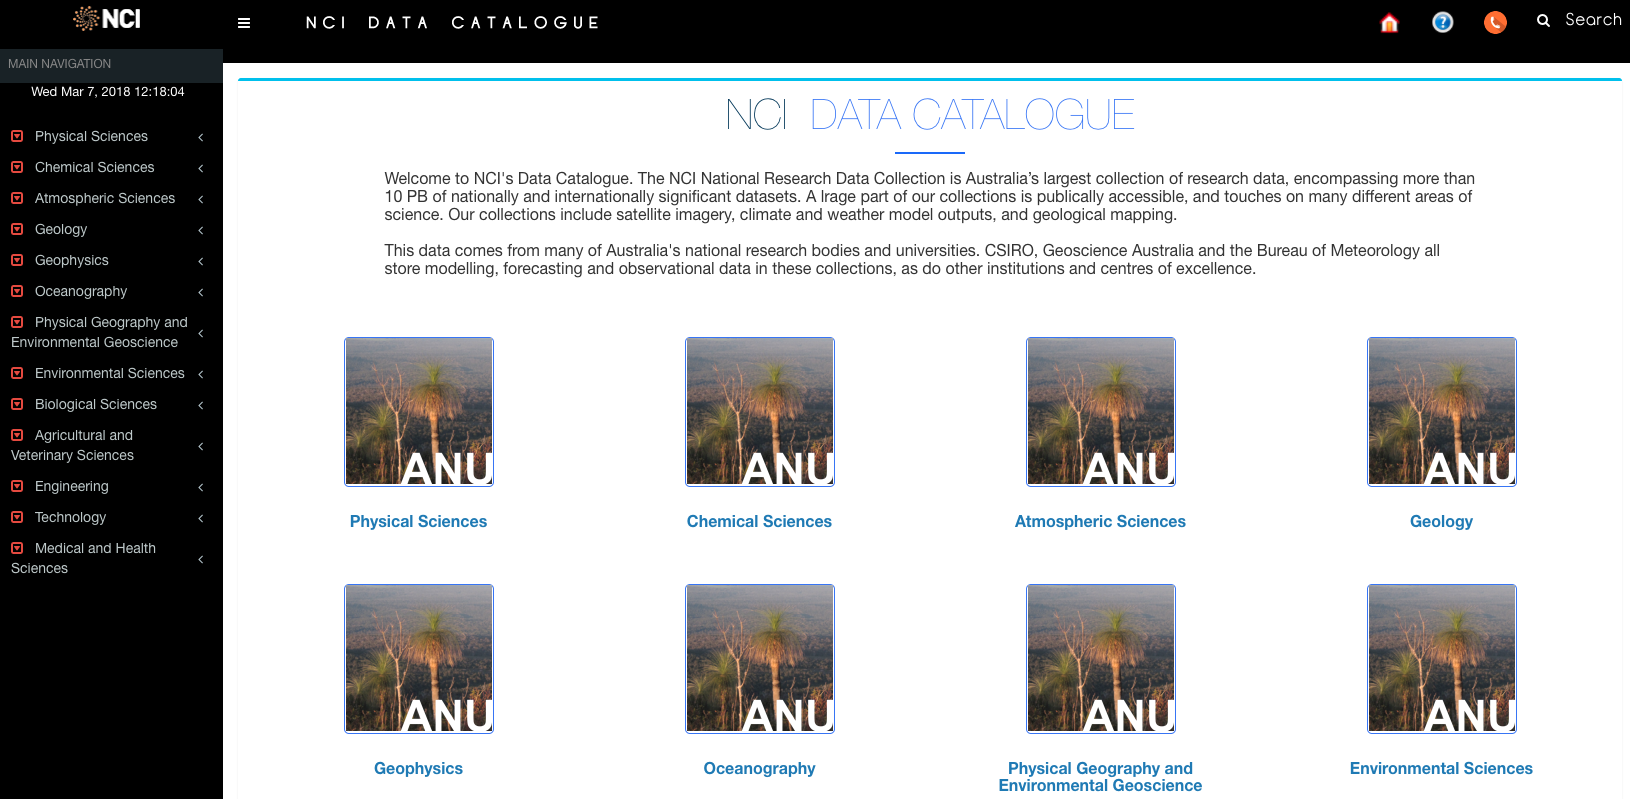 NCI
NCI DATA CATALOGUE
Search
MAIN NAVIGATION
Wed Mar 7, 2018 12:18:04
Physical Sciences
Chemical Sciences
Atmospheric Sciences
Geology
Geophysics
Oceanography
Physical Geography and
Environmental Geoscience
Environmental Sciences
Biological Sciences
Agricultural and
Veterinary Sciences
Engineering
Technology
Medical and Health
Sciences
NCI DATA CATALOGUE
Welcome to NCI's Data Catalogue. The NCI National Research Data Collection is Australia’s largest collection of research data, encompassing more than
10 PB of nationally and internationally significant datasets. A lrage part of our collections is publically accessible, and touches on many different areas of
science. Our collections include satellite imagery, climate and weather model outputs, and geological mapping.
This data comes from many of Australia's national research bodies and universities. CSIRO, Geoscience Australia and the Bureau of Meteorology all
store modelling, forecasting and observational data in these collections, as do other institutions and centres of excellence.
ANU
ANU
ANU
ANU
Physical Sciences
Chemical Sciences
Atmospheric Sciences
Geology
ANU
ANU
ANU
ANU
Geophysics
Oceanography
Physical Geography and
Environmental Geoscience
Environmental Sciences